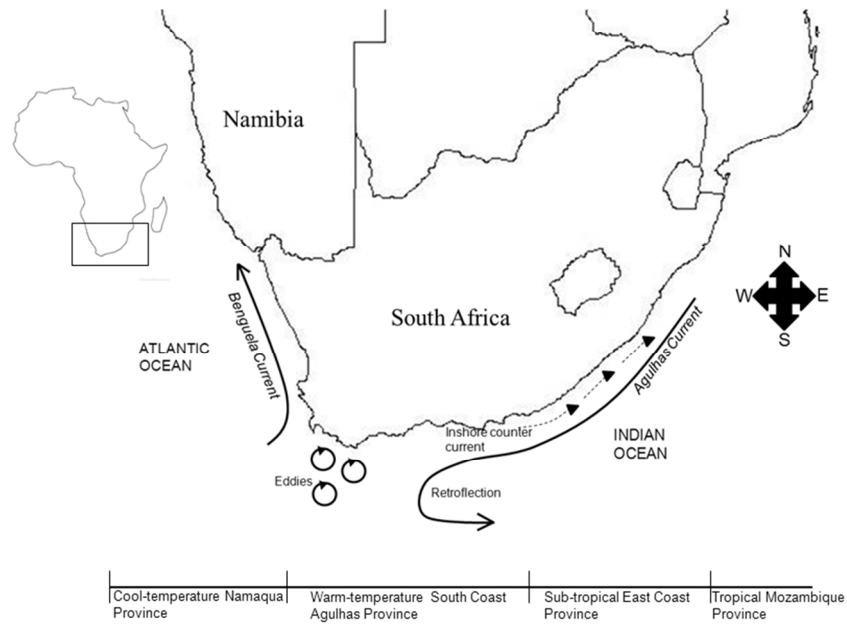 Namibia
South Africa
N
W
E
S
Benguela Current
ATLANTIC
OCEAN
Agulhas Current
Inshore counter
current
INDIAN
OCEAN
Eddies
Retroflection
Cool-temperature Namaqua
Province
Warm-temperature South Coast
Agulhas Province
Sub-tropical East Coast
Province
Tropical Mozambique
Province